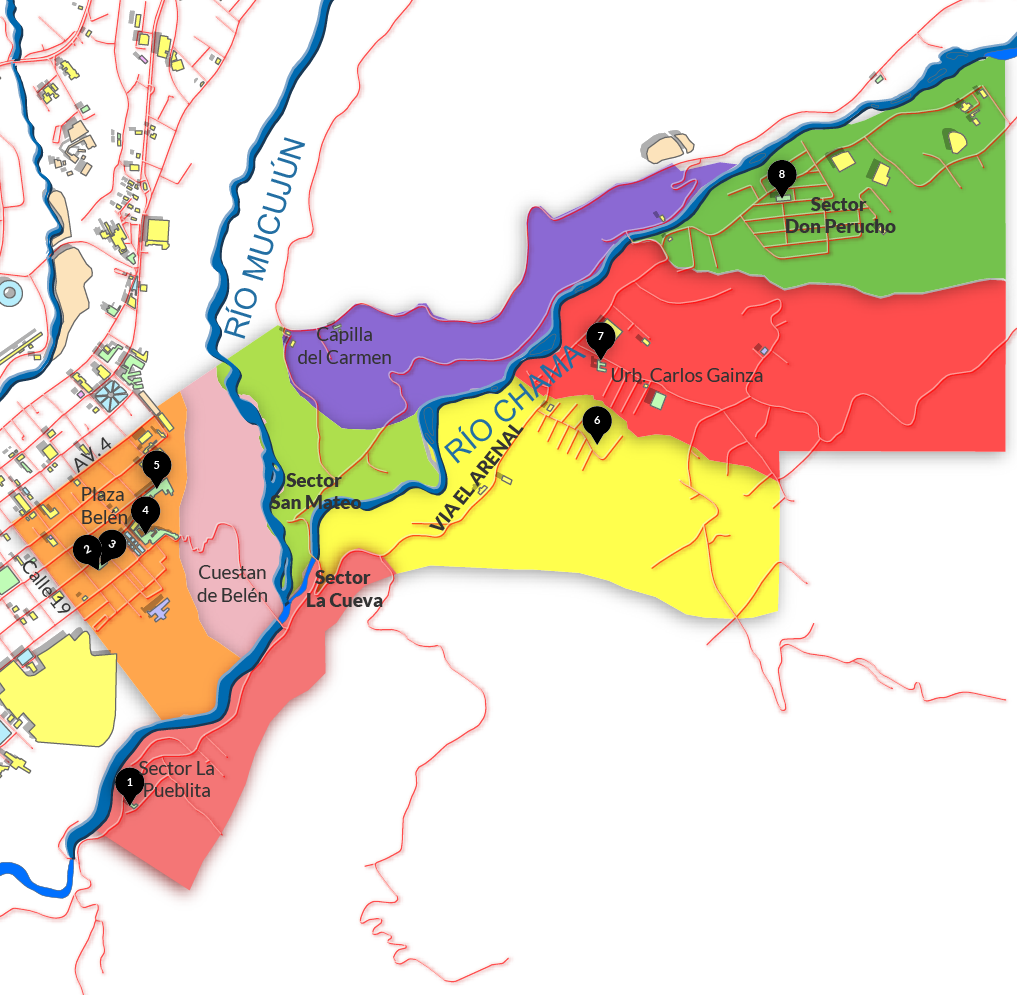 RÍO MUCUJÚN
8
Sector
Don Perucho
Capilla
del Carmen
7
Urb. Carlos Gainza
RÍO CHAMA
6
VIA EL ARENAL
AV. 4
5
Plaza
Belén
4
Sector
San Mateo
2
3
Calle 19
Cuestan
de Belén
Sector
La Cueva
1
Sector La
Pueblita